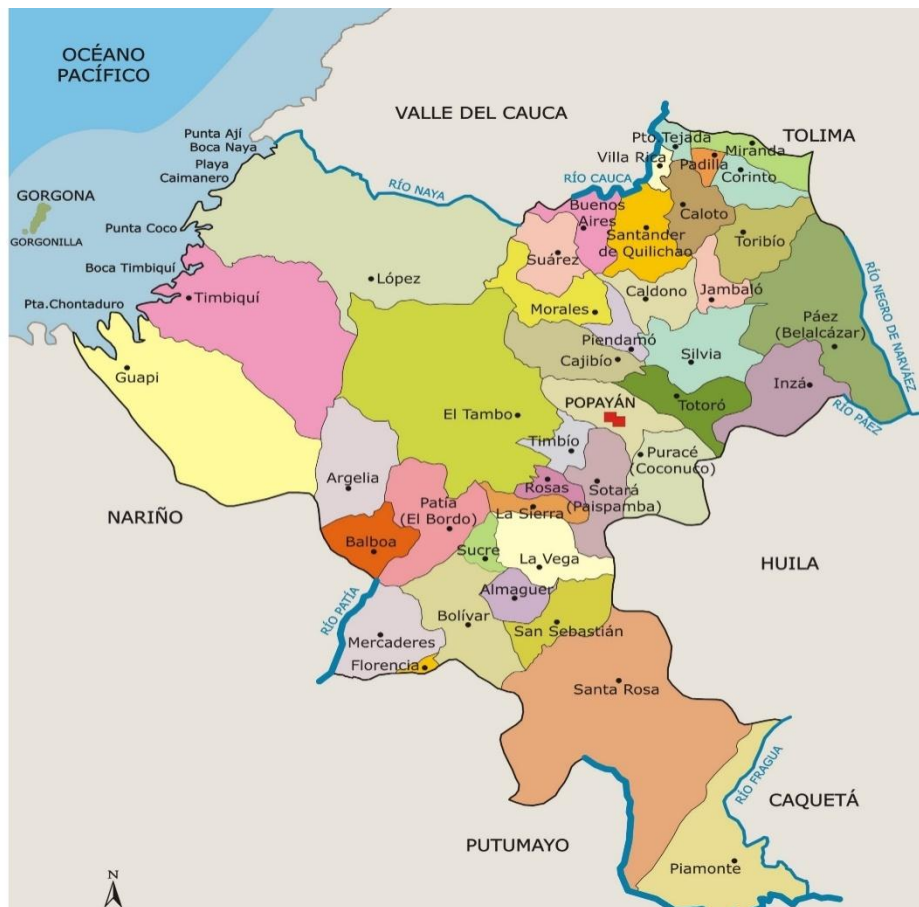 OCÉANO
PACÍFICO
VALLE DEL CAUCA
TOLIMA
Punta Ají
Boca Naya
Playa
Caimanero
RÍO NAYA
Pto. Tejada
Miranda
Villa Rica
Padilla
Corinto
RÍO CAUCA
GORGONA
GORGONILLA
Punta Coco
Buenos
Aires
Santander
de Quilichao
Caloto
Toribío
Suárez
Boca Timbiquí
Timbiquí
López
Caldono
Jambaló
RÍO NEGRO DE NARVÁEZ
Pta.Chontaduro
Morales
Páez
(Belalcázar)
Piendamó
Cajibío
Silvia
Guapi
Inzá
El Tambo
POPAYÁN
Totoró
RÍO PÁEZ
Timbío
Puracé
(Coconuco)
Argelia
Rosas
Sotará
(Paispamba)
Patía
(El Bordo)
La Sierra
NARIÑO
Balboa
Sucre
La Vega
HUILA
RÍO PATÍA
Almaguer
Bolívar
San Sebastián
Mercaderes
Florencia
Santa Rosa
RÍO FRAGUA
CAQUETÁ
PUTUMAYO
Piamonte
N